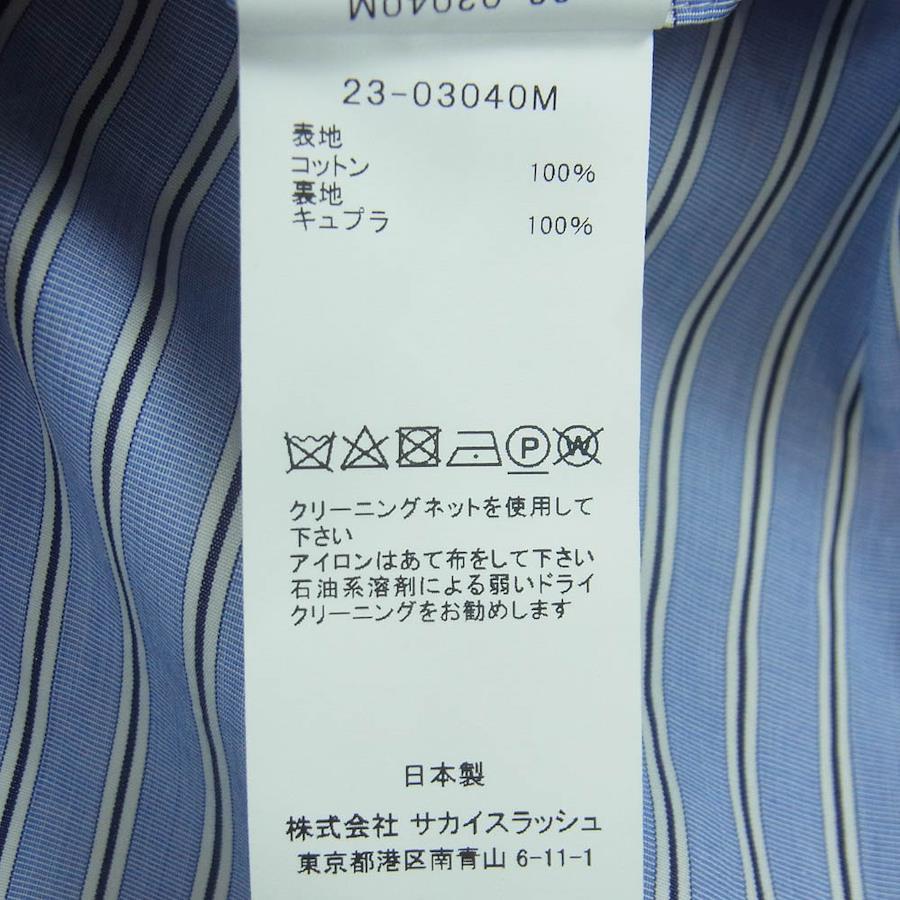 03040M
23-03040M
表地
コットン 100%
裏地
キュプラ 100%
P W
クリーニングネットを使用して
下さい
アイロンはあて布をして下さい
石油系溶剤による弱いドライ
クリーニングをお勧めします
日本製
株式会社 サカイスラッシュ
東京都港区南青山 6-11-1